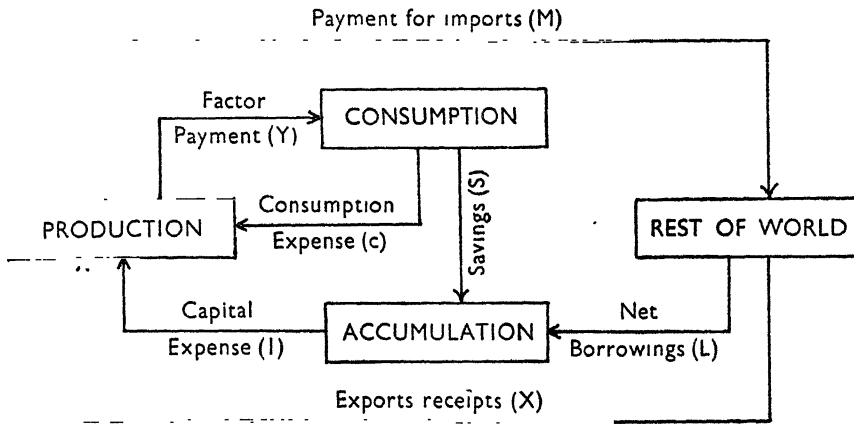 Payment for imports (M)
Factor
Payment (Y)
CONSUMPTION
Consumption
Expense (c)
Savings (S)
PRODUCTION
REST OF WORLD
Capital
Expense (I)
ACCUMULATION
Net
Borrowings (L)
Exports receipts (X)